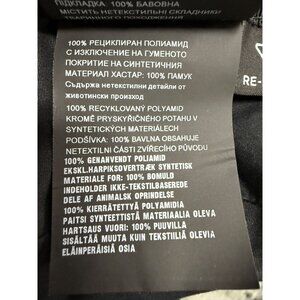 ПІДКЛАДКА: 100% БАВОВНА
МІСТИТЬ НЕТЕКСТИЛЬНІ СКЛАДНИКИ
ТВАРИННОГО ПОХОДЖЕННЯ
100% РЕЦИКЛИРАН ПОЛИАМИД
С ИЗКЛЮЧЕНИЕ НА ГУМЕНОТО
ПОКРИТИЕ НА СИНТЕТИЧНИЯ
МАТЕРИАЛ ХАСТАР: 100% ПАМУК
Съдържа нетекстилни детайли от
животински произход
100% RECYKLOVANÝ POLYAMID
KROMĚ PRYSKYŘIČNÉHO POTAHU V
SYNTETICKÝCH MATERIÁLECH
PODŠÍVKA: 100% BAVLNA OBSAHUJE
NETEXTILNÍ ČÁSTI ZVÍŘECÍHO PŮVODU
100% GENANVENDT POLIAMID
EKSKL.HARPIKSOVERTRÆK SYNTETISK
MATERIALE FOR: 100% BOMULD
INDEHOLDER IKKE-TEKSTILBASEREDE
DELE AF ANIMALSK OPRINDELSE
100% KIERRÄTETTYÄ POLYAMIDIA
PAITSI SYNTEETTISTÄ MATERIAALIA OLEVA
HARTSAUS VUORI: 100% PUUVILLA
SISÄLTÄÄ MUUTA KUIN TEKSTIILIÄ OLEVIA
ELÄINPERÄISIÄ OSIA
RE-